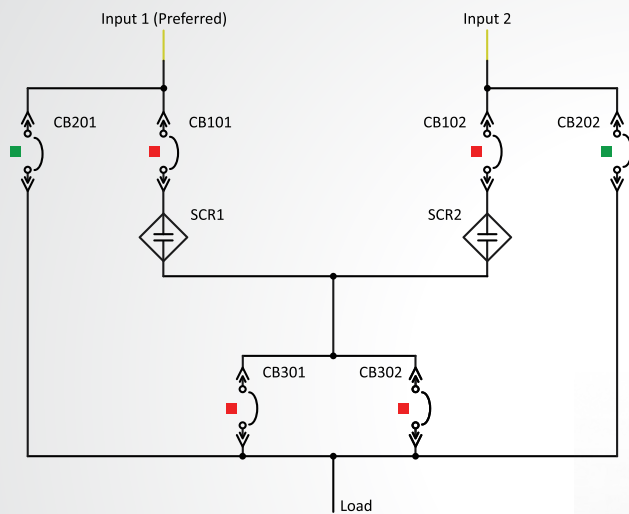 Input 1 (Preferred)
Input 2
CB201
CB101
CB102
CB202
SCR1
SCR2
CB301
CB302
Load